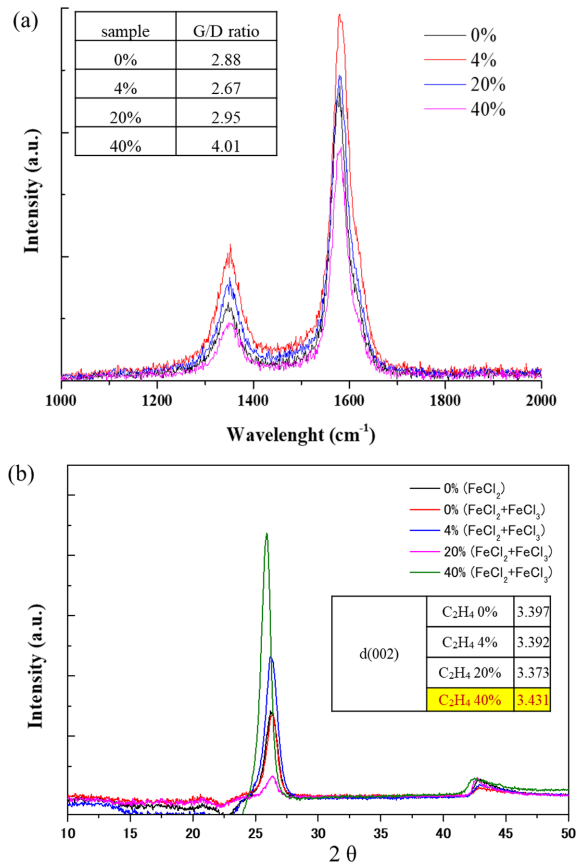 (a)
sample G/D ratio
0% 2.88
4% 2.67
20% 2.95
40% 4.01
0%
4%
20%
40%
Intensity (a.u.)
1000 1200 1400 1600 1800 2000
Wavelenght (cm⁻¹)
(b)
0% (FeCl₂)
0% (FeCl₂+FeCl₃)
4% (FeCl₂+FeCl₃)
20% (FeCl₂+FeCl₃)
40% (FeCl₂+FeCl₃)
d(002)
C₂H₄ 0% 3.397
C₂H₄ 4% 3.392
C₂H₄ 20% 3.373
C₂H₄ 40% 3.431
Intensity (a.u.)
10 15 20 25 30 35 40 45 50
2 θ